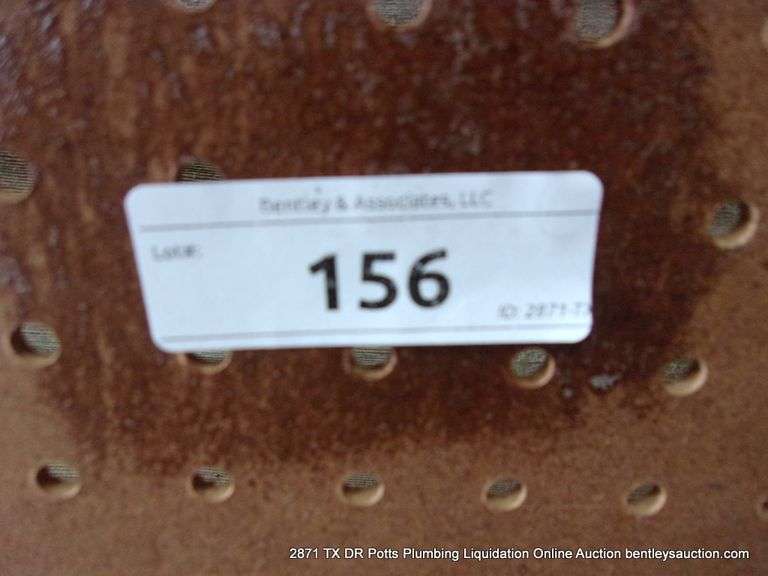 Bentley & Associates, LLC
Lot#:
156
ID: 2871-TX
2871 TX DR Potts Plumbing Liquidation Online Auction bentleysauction.com